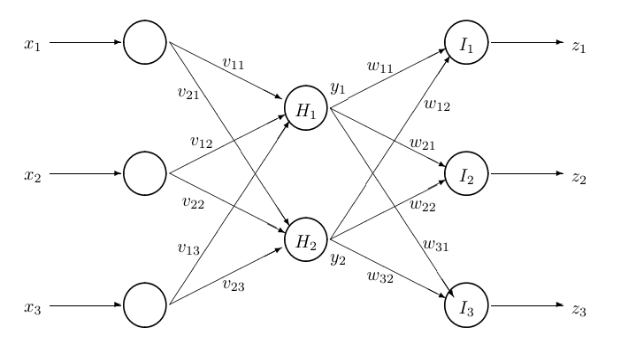 x₁
v₁₁
v₂₁
y₁
H₁
w₁₁
w₁₂
I₁
z₁
x₂
v₁₂
v₂₂
w₂₁
w₂₂
I₂
z₂
x₃
v₁₃
v₂₃
H₂
y₂
w₃₁
w₃₂
I₃
z₃